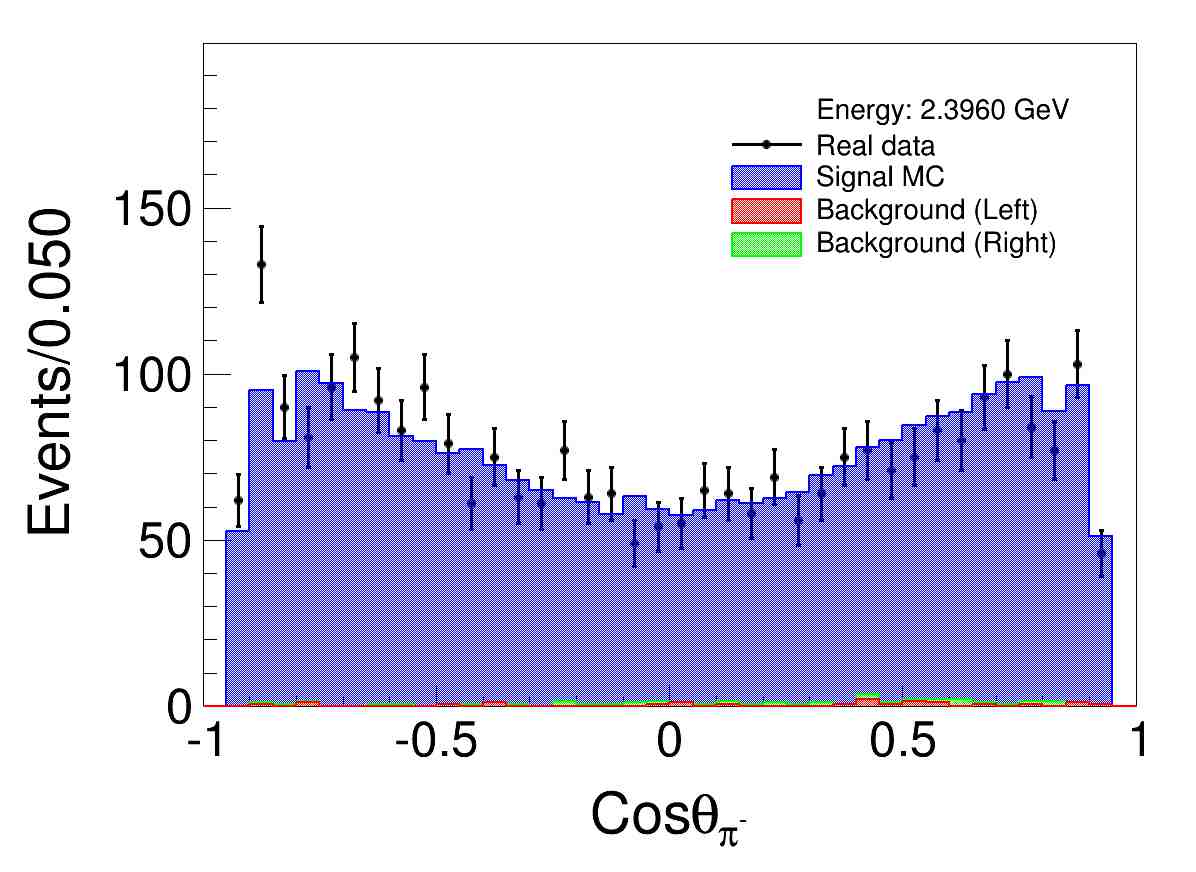 Energy: 2.3960 GeV
Real data
Signal MC
Background (Left)
Background (Right)
Events/0.050
150
100
50
0
-1 -0.5 0 0.5 1
Cosθπ-